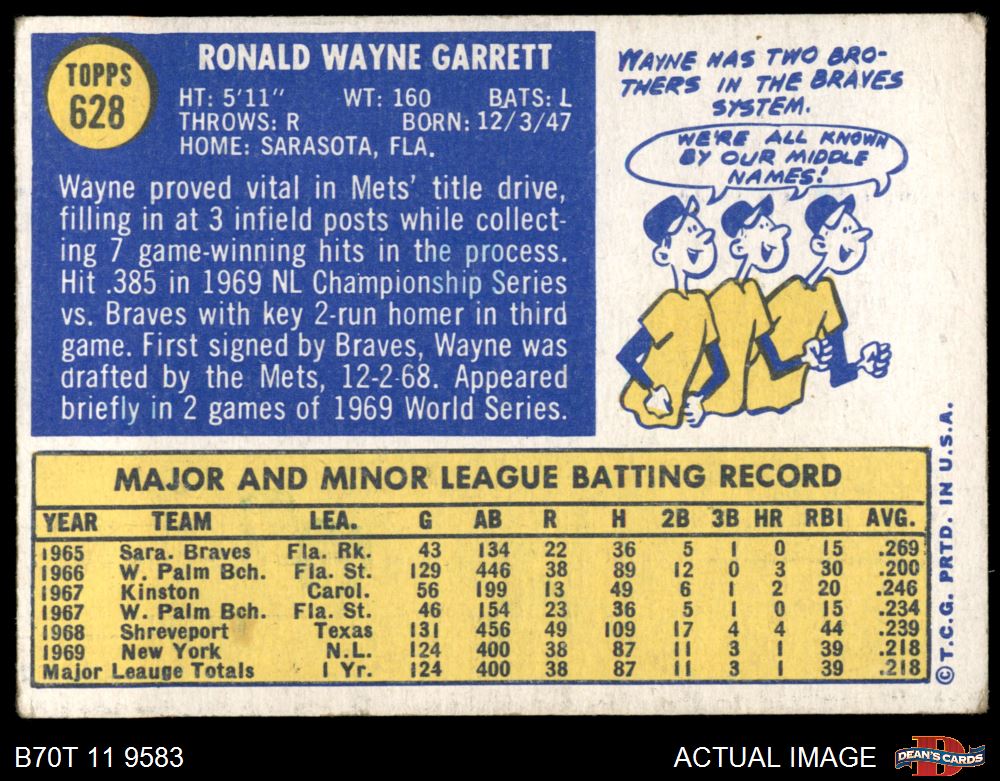 TOPPS
628
RONALD WAYNE GARRETT
HT: 5'11" WT: 160 BATS: L
THROWS: R BORN: 12/3/47
HOME: SARASOTA, FLA.
Wayne proved vital in Mets' title drive,
filling in at 3 infield posts while collect-
ing 7 game-winning hits in the process.
Hit .385 in 1969 NL Championship Series
vs. Braves with key 2-run homer in third
game. First signed by Braves, Wayne was
drafted by the Mets, 12-2-68. Appeared
briefly in 2 games of 1969 World Series.
WAYNE HAS TWO BRO-
THERS IN THE BRAVES
SYSTEM.
WE'RE ALL KNOWN
BY OUR MIDDLE
NAMES!
MAJOR AND MINOR LEAGUE BATTING RECORD
YEAR TEAM LEA. G AB R H 2B 3B HR RBI AVG.
1965 Sara. Braves Fla. Rk. 43 134 22 36 5 1 0 15 .269
1966 W. Palm Bch. Fla. St. 129 446 38 89 12 0 3 30 .200
1967 Kinston Carol. 56 199 13 49 6 1 2 20 .246
1967 W. Palm Bch. Fla. St. 46 154 23 36 5 1 0 15 .234
1968 Shreveport Texas 131 456 49 109 17 4 4 44 .239
1969 New York N.L. 124 400 38 87 11 3 1 39 .218
Major Leauge Totals 1 Yr. 124 400 38 87 11 3 1 39 .218
© T.C.G. PRTD. IN U.S.A.
B70T 11 9583
ACTUAL IMAGE
D
DEAN'S CARDS